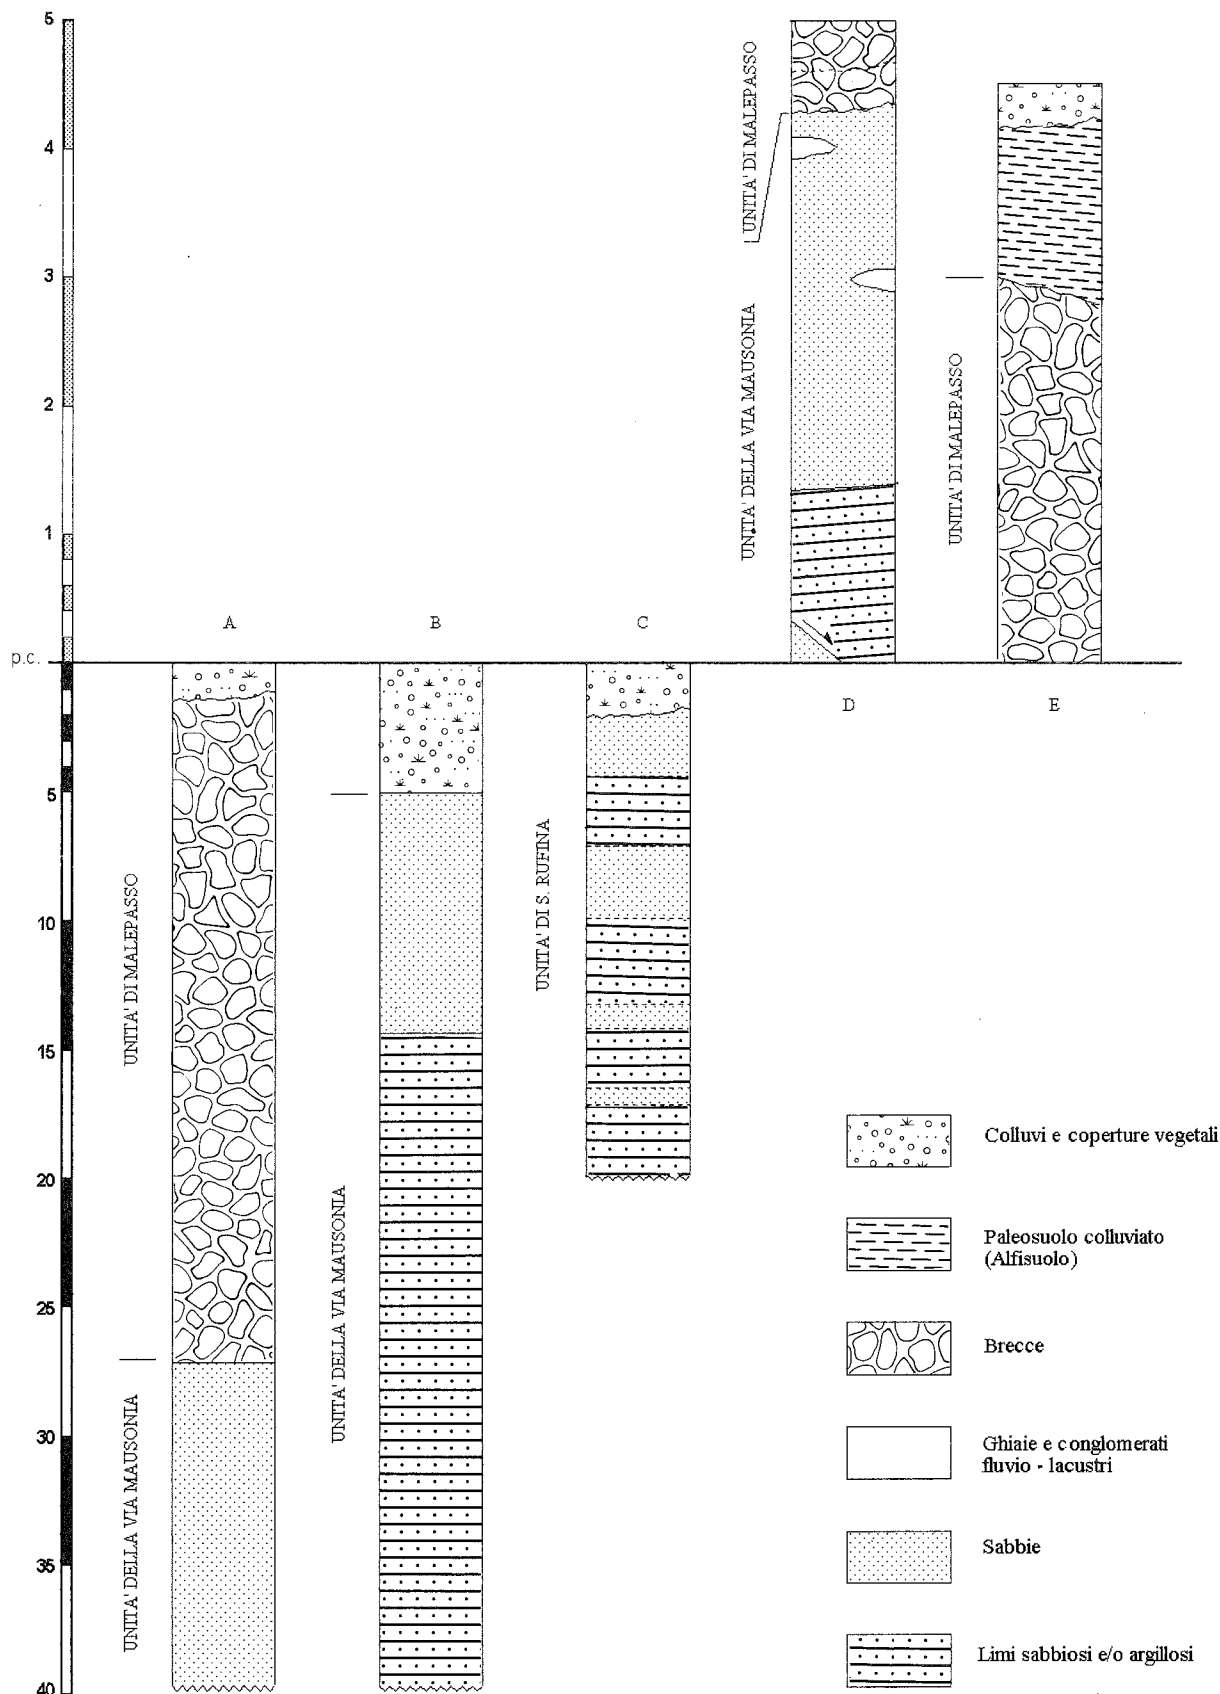 5
4
3
2
1
p.c.
5
10
15
20
25
30
35
40
A
B
C
D
E
UNITA' DI MALEPASSO
UNITA' DELLA VIA MAUSONIA
UNITA' DELLA VIA MAUSONIA
UNITA' DI S. RUFINA
UNITA' DI MALEPASSO
UNITA' DELLA VIA MAUSONIA
UNITA' DI MALEPASSO
Colluvi e coperture vegetali
Paleosuolo colluviato
(Alfisuolo)
Brecce
Ghiaie e conglomerati
fluvio - lacustri
Sabbie
Limi sabbiosi e/o argillosi